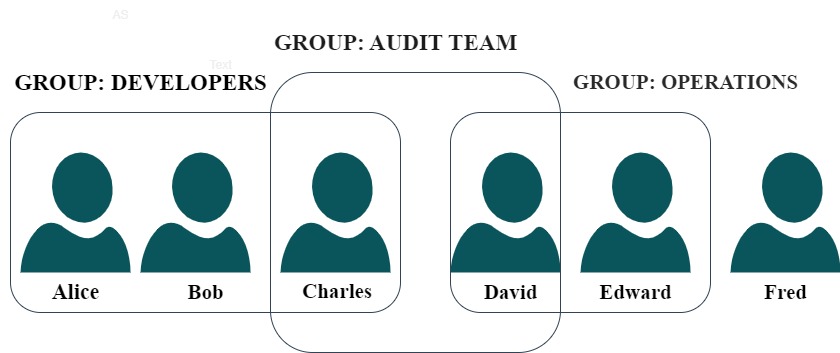 AS
GROUP: AUDIT TEAM
Text
GROUP: DEVELOPERS
GROUP: OPERATIONS
Alice
Bob
Charles
David
Edward
Fred